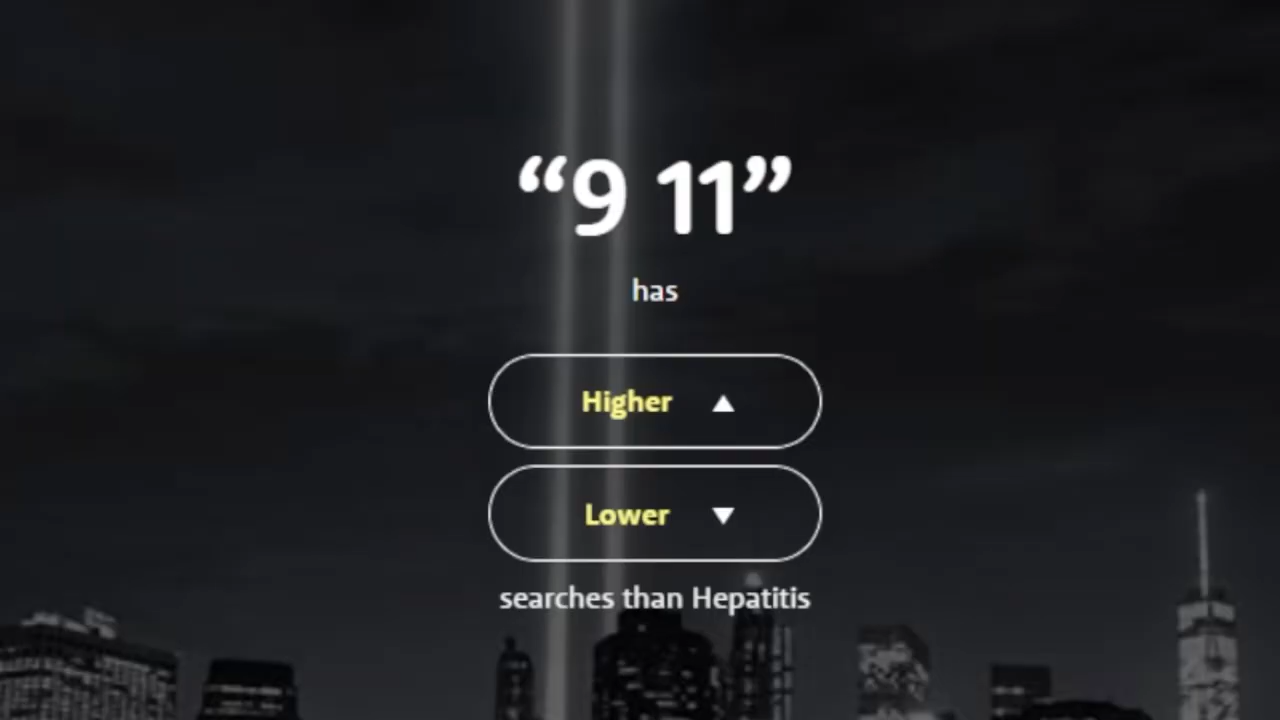 “9 11”
has
Higher ▲
Lower ▼
searches than Hepatitis